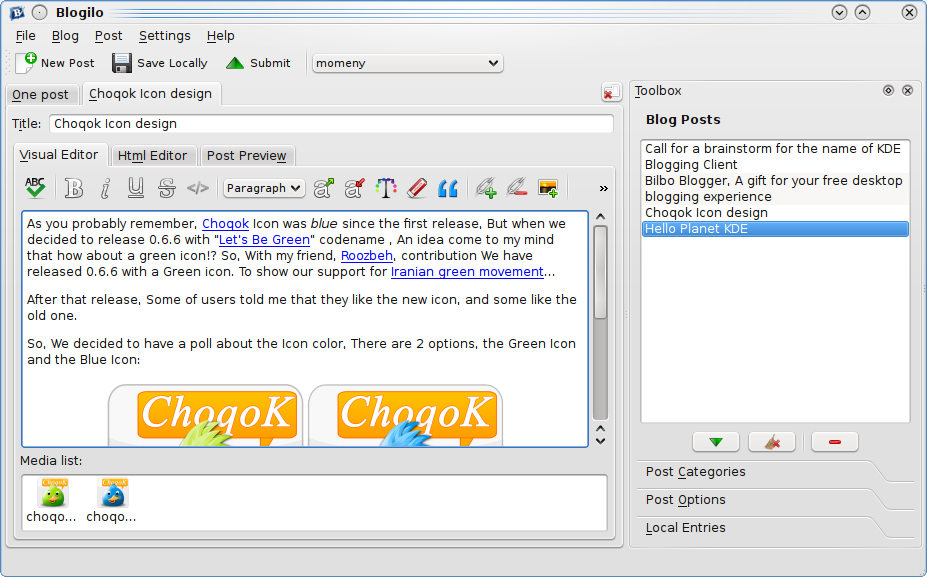 Blogilo
File Blog Post Settings Help
New Post Save Locally Submit momeny
One post Choqok Icon design
Title: Choqok Icon design
Visual Editor Html Editor Post Preview
ABC B i U S </> Paragraph »
As you probably remember, Choqok Icon was blue since the first release, But when we
decided to release 0.6.6 with "Let's Be Green" codename , An idea come to my mind
that how about a green icon!? So, With my friend, Roozbeh, contribution We have
released 0.6.6 with a Green icon. To show our support for Iranian green movement...
After that release, Some of users told me that they like the new icon, and some like the
old one.
So, We decided to have a poll about the Icon color, There are 2 options, the Green Icon
and the Blue Icon:
ChoqoK ChoqoK
Media list:
choqo... choqo...
Toolbox
Blog Posts
Call for a brainstorm for the name of KDE
Blogging Client
Bilbo Blogger, A gift for your free desktop
blogging experience
Choqok Icon design
Hello Planet KDE
Post Categories
Post Options
Local Entries